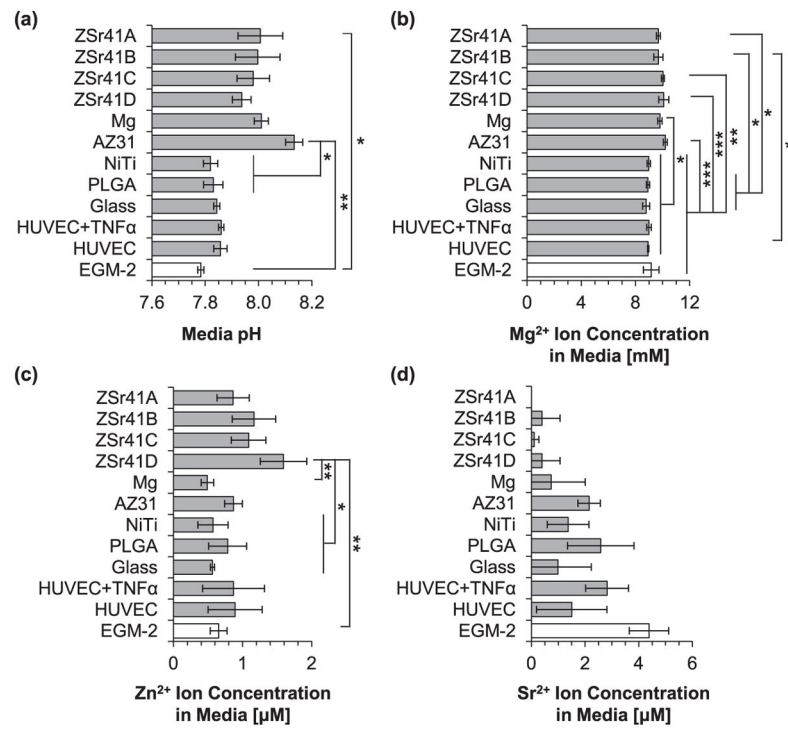 (a)
ZSr41A
ZSr41B
ZSr41C
ZSr41D
Mg
AZ31
NiTi
PLGA
Glass
HUVEC+TNFα
HUVEC
EGM-2
*
*
**
7.6 7.8 8.0 8.2
Media pH
(b)
ZSr41A
ZSr41B
ZSr41C
ZSr41D
Mg
AZ31
NiTi
PLGA
Glass
HUVEC+TNFα
HUVEC
EGM-2
*
***
***
**
*
*
*
0 4 8 12
Mg²⁺ Ion Concentration
in Media [mM]
(c)
ZSr41A
ZSr41B
ZSr41C
ZSr41D
Mg
AZ31
NiTi
PLGA
Glass
HUVEC+TNFα
HUVEC
EGM-2
**
*
**
0 1 2
Zn²⁺ Ion Concentration
in Media [µM]
(d)
ZSr41A
ZSr41B
ZSr41C
ZSr41D
Mg
AZ31
NiTi
PLGA
Glass
HUVEC+TNFα
HUVEC
EGM-2
0 2 4 6
Sr²⁺ Ion Concentration
in Media [µM]